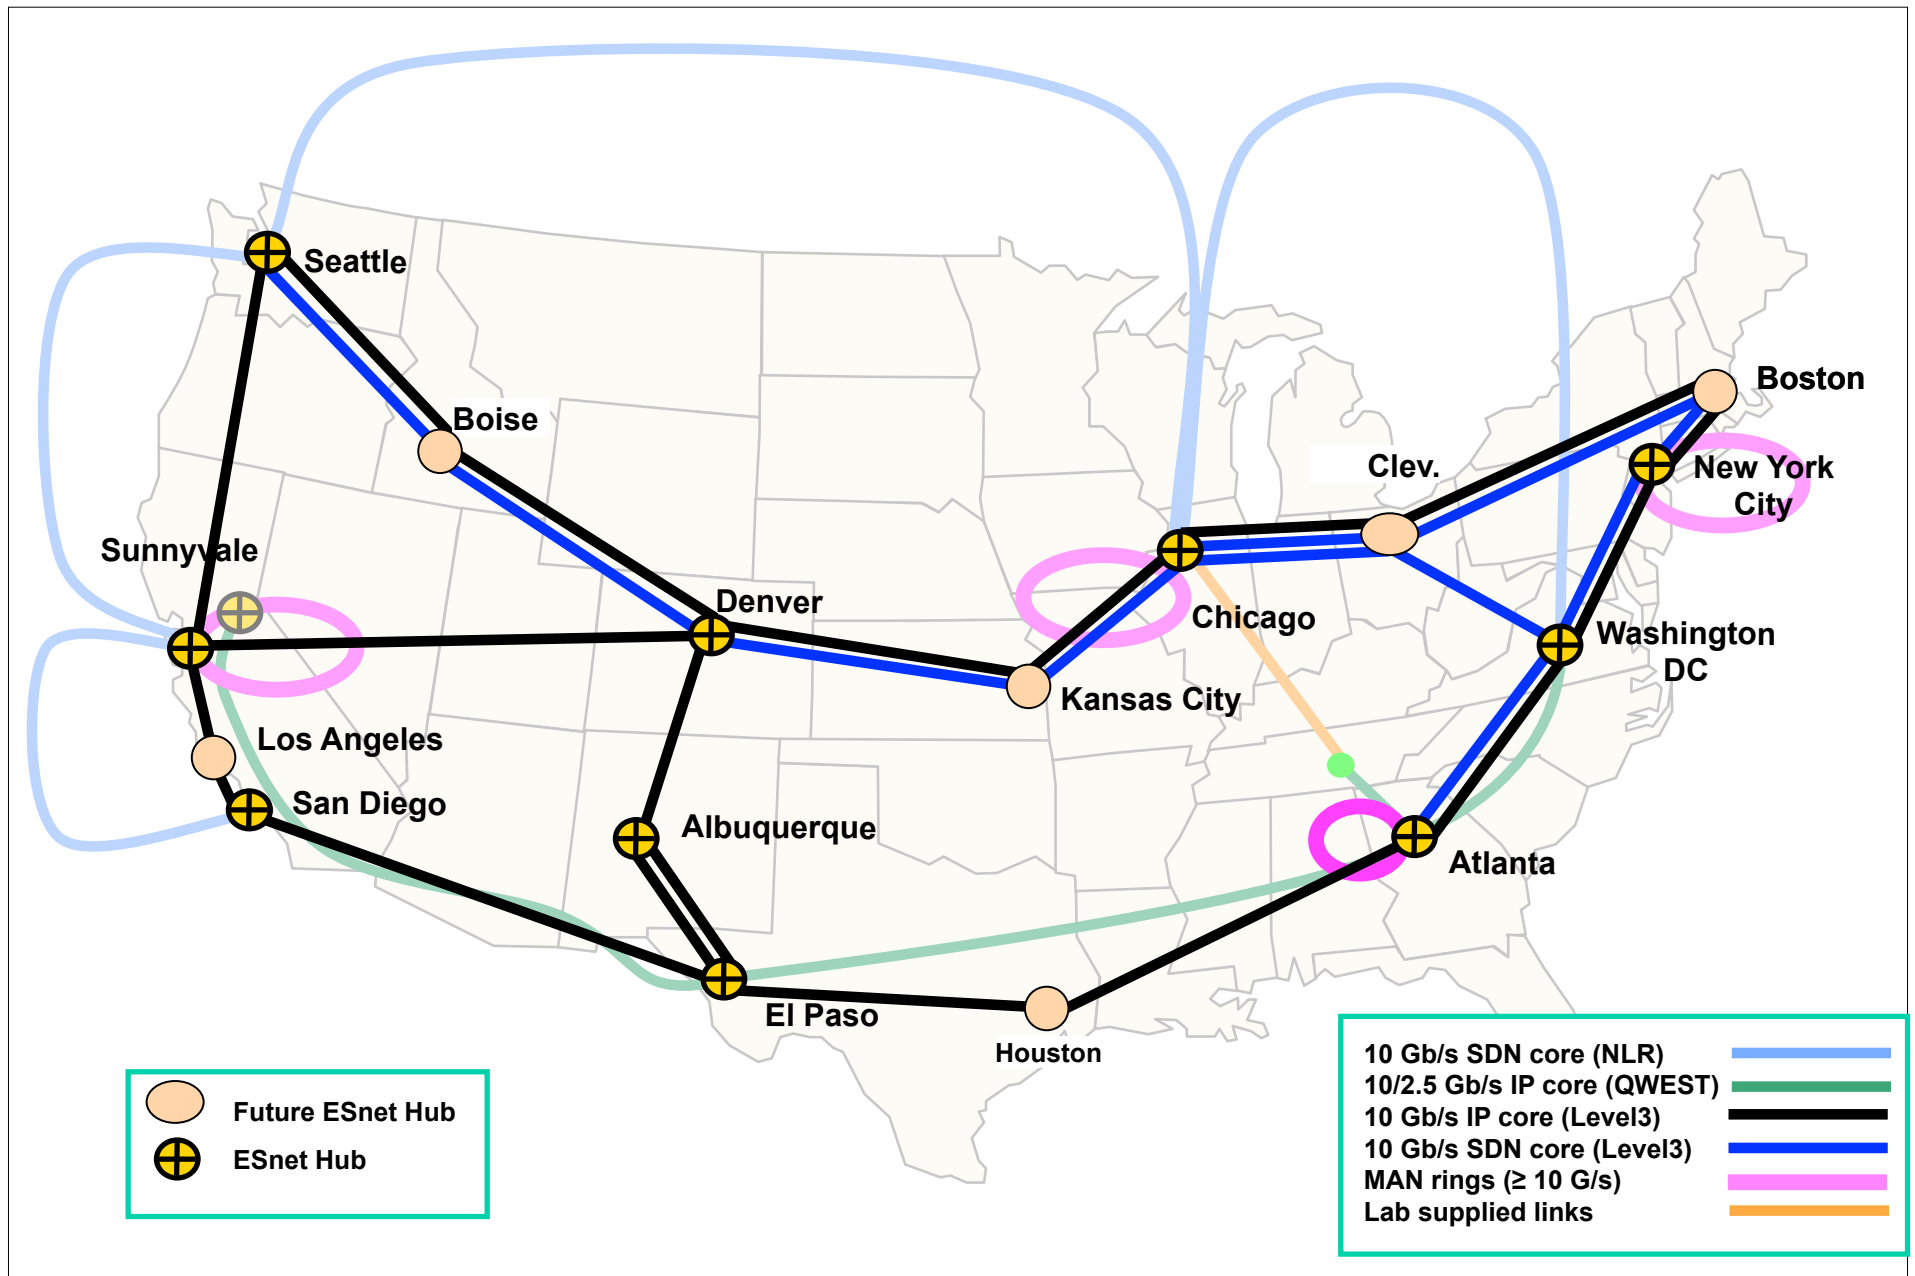 Seattle
Boise
Boston
Clev.
New York
City
Sunnyvale
Denver
Chicago
Washington
DC
Kansas City
Los Angeles
San Diego
Albuquerque
Atlanta
El Paso
Houston
Future ESnet Hub
ESnet Hub
10 Gb/s SDN core (NLR)
10/2.5 Gb/s IP core (QWEST)
10 Gb/s IP core (Level3)
10 Gb/s SDN core (Level3)
MAN rings (≥ 10 G/s)
Lab supplied links